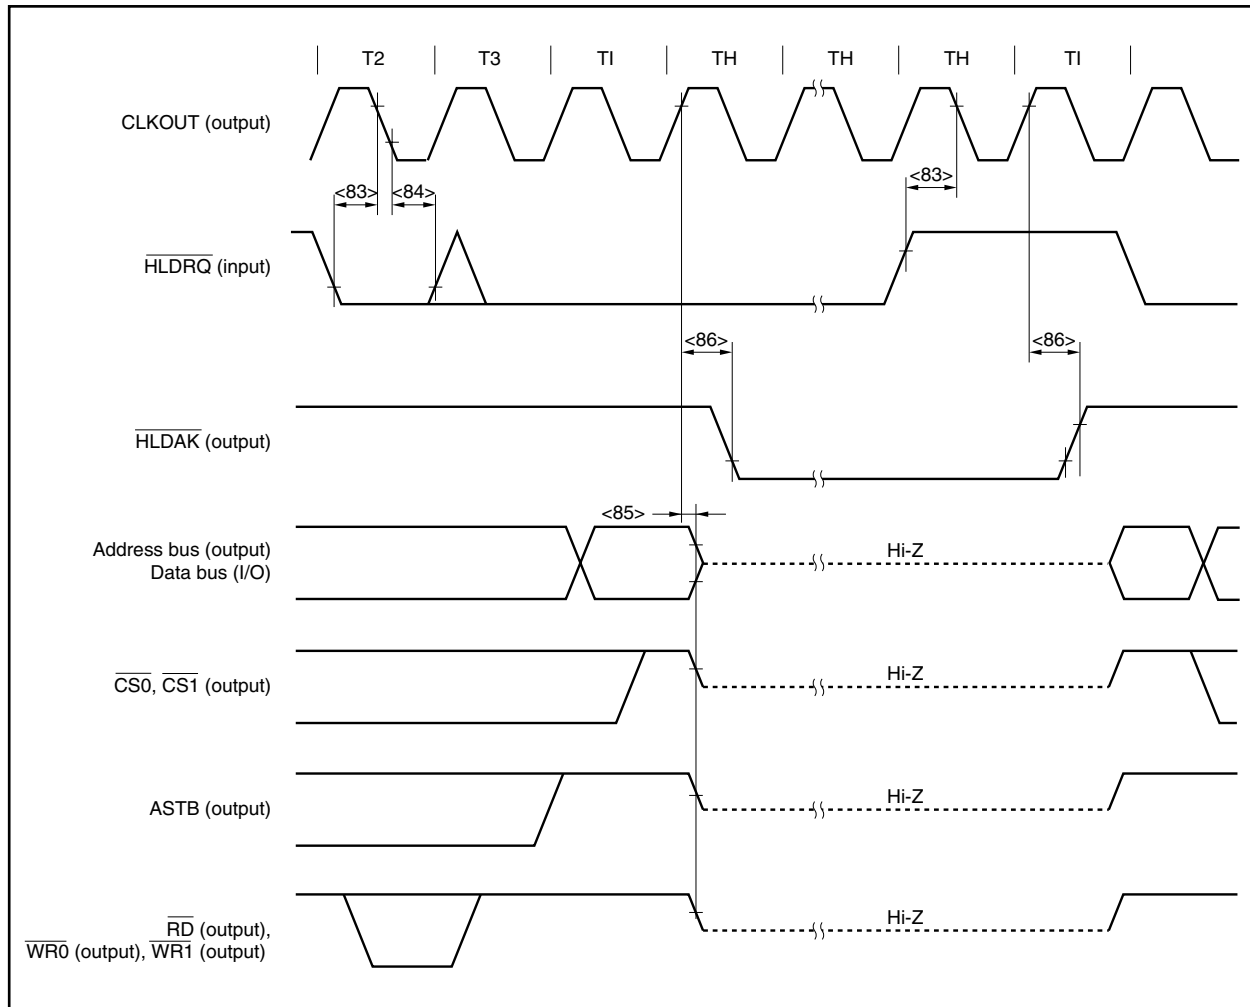 T2 T3 TI TH TH TH TI
CLKOUT (output)
<83> <84> <83>
HLDRQ (input)
<86> <86>
HLDAK (output)
<85>
Address bus (output)
Data bus (I/O)
Hi-Z
CS0, CS1 (output)
Hi-Z
ASTB (output)
Hi-Z
RD (output),
WR0 (output), WR1 (output)
Hi-Z